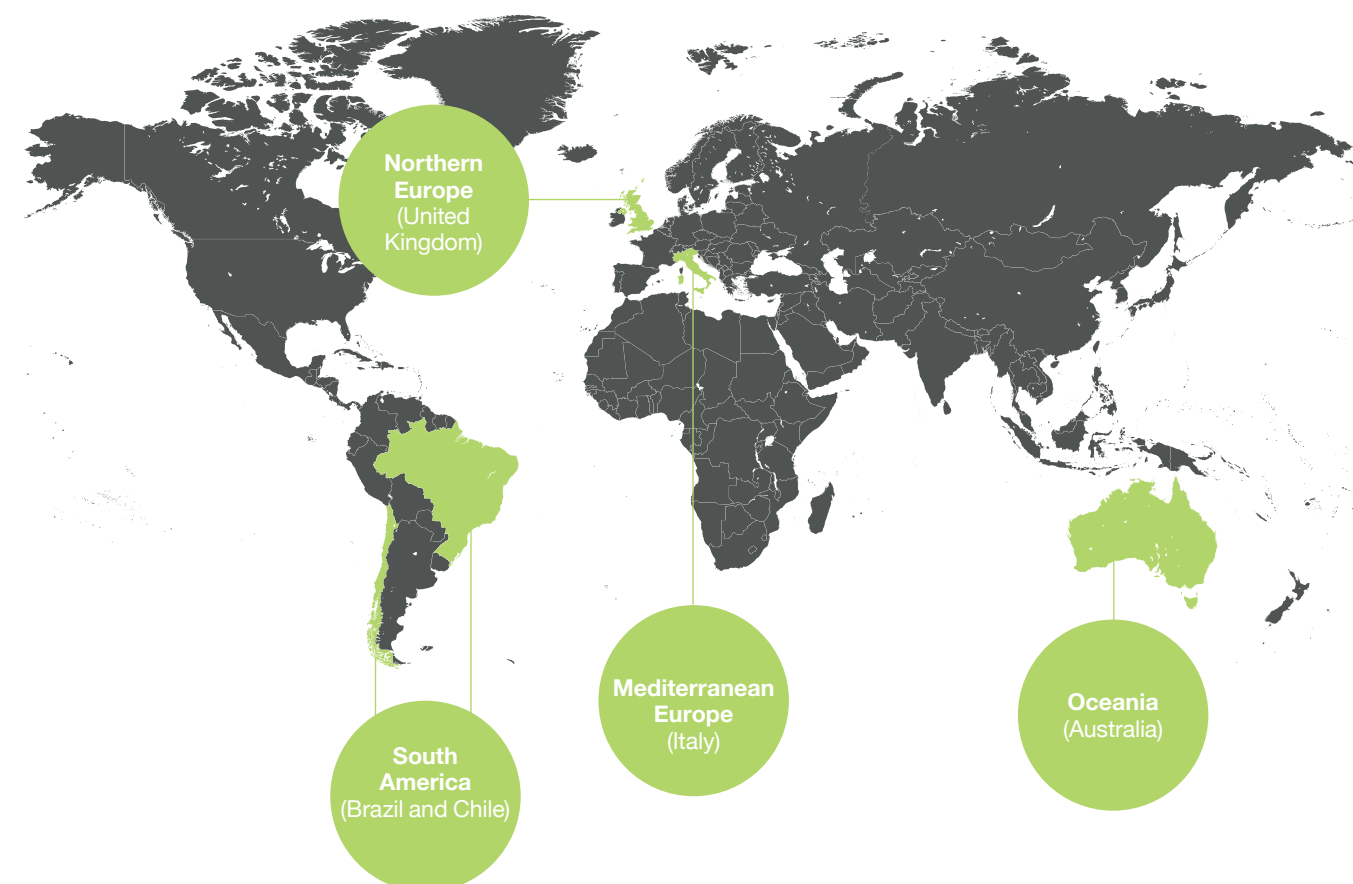 Northern
Europe
(United
Kingdom)
Mediterranean
Europe
(Italy)
Oceania
(Australia)
South
America
(Brazil and Chile)